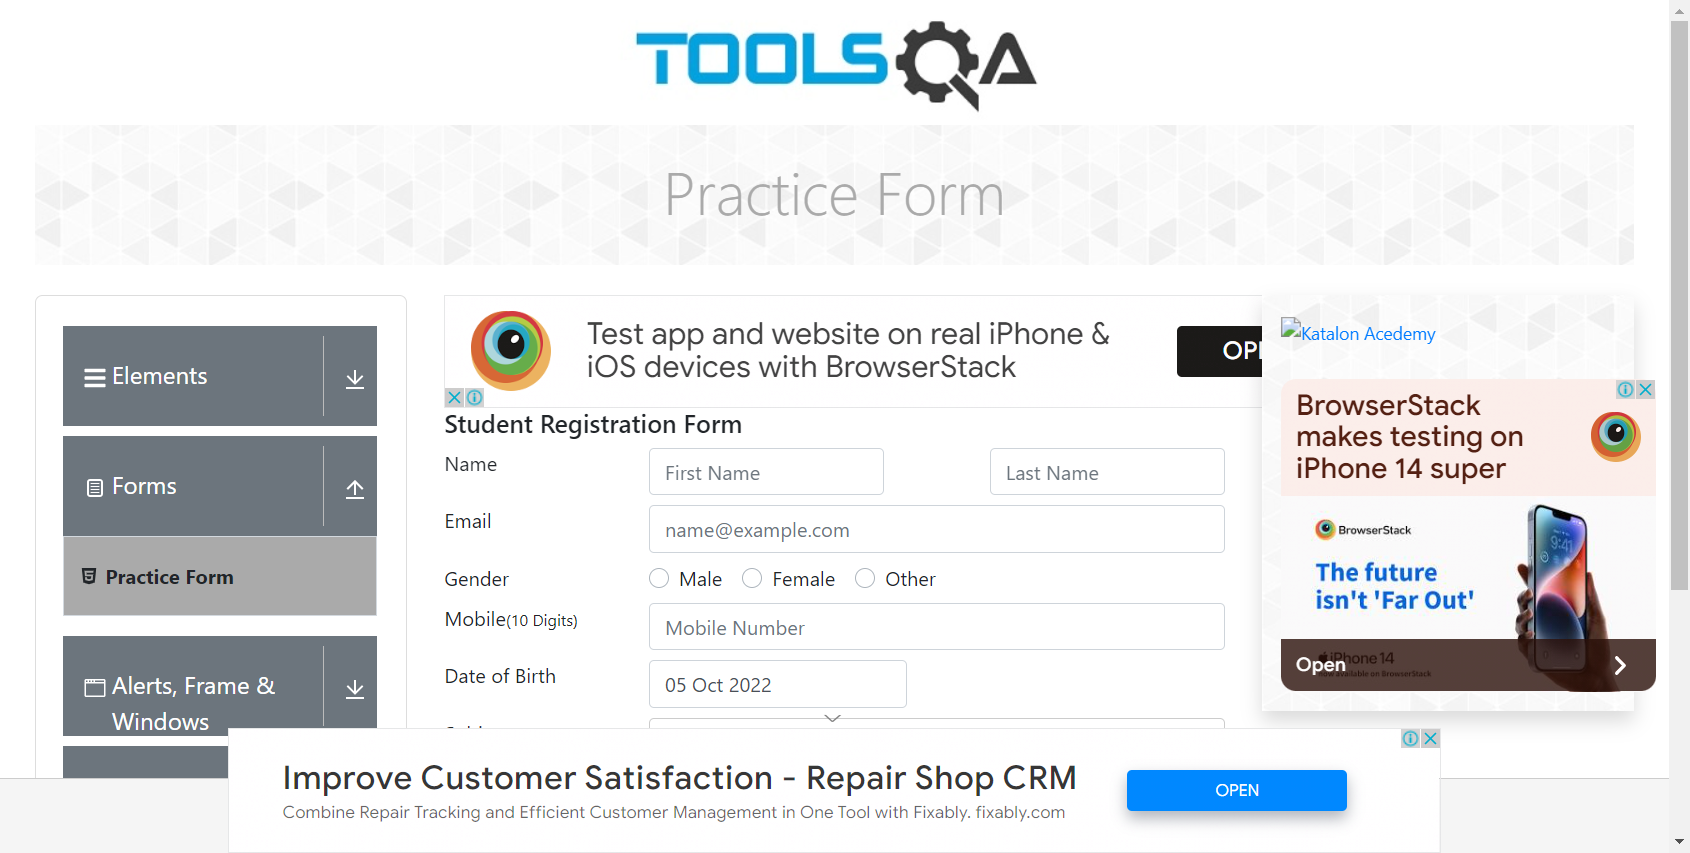 TOOLSQA
Practice Form
Elements
Forms
Practice Form
Alerts, Frame &
Windows
Test app and website on real iPhone &
iOS devices with BrowserStack
OPE
Student Registration Form
Name
First Name
Last Name
Email
name@example.com
Gender
Male
Female
Other
Mobile(10 Digits)
Mobile Number
Date of Birth
05 Oct 2022
Katalon Acedemy
BrowserStack
makes testing on
iPhone 14 super
BrowserStack
9:41
The future
isn't 'Far Out'
iPhone 14
now available on BrowserStack
Open
Improve Customer Satisfaction - Repair Shop CRM
Combine Repair Tracking and Efficient Customer Management in One Tool with Fixably. fixably.com
OPEN